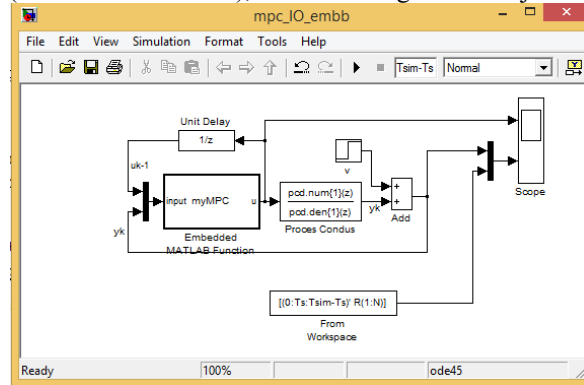 mpc_IO_embb
File Edit View Simulation Format Tools Help
Tsim-Ts Normal
Unit Delay
1/z
uk-1
v
input myMPC u
pcd.num{1}(z)
pcd.den{1}(z)
yk
Add
Scope
yk
Embedded
MATLAB Function
Proces Condus
[(0:Ts:Tsim-Ts)' R(1:N)]
From
Workspace
Ready 100% ode45